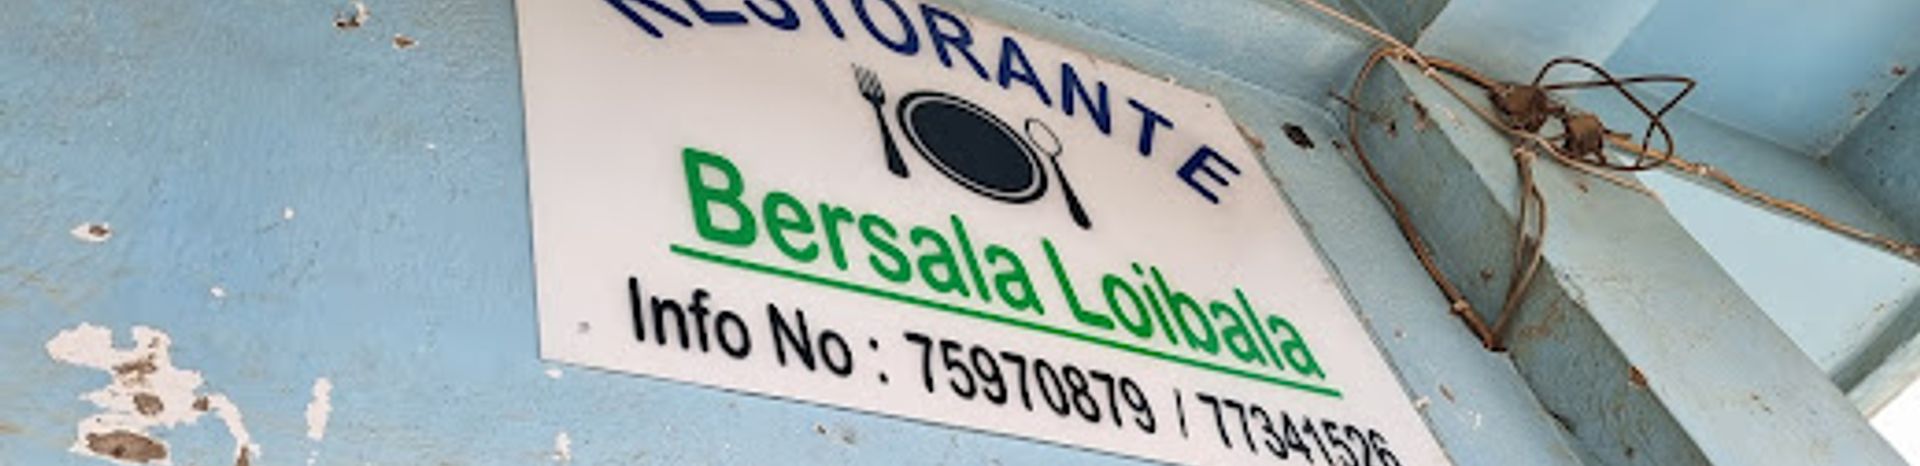 RESTORANTE
Bersala Loibala
Info No : 75970879 / 77341526